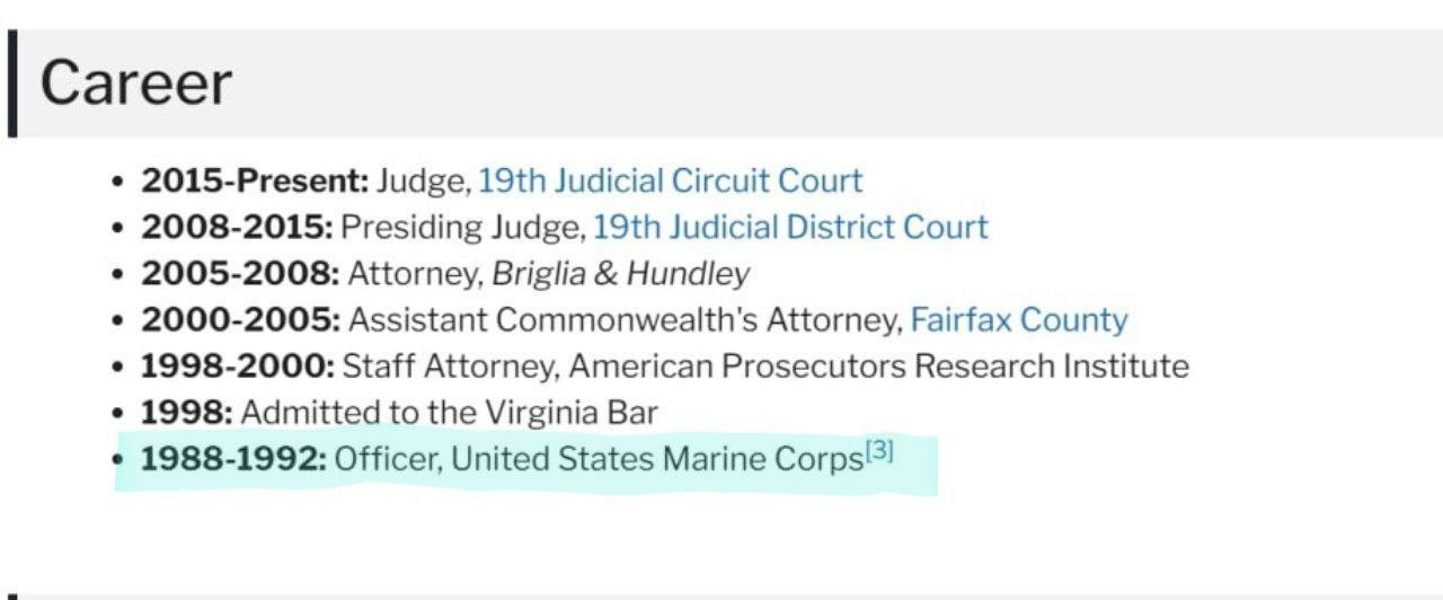 Career
• 2015-Present: Judge, 19th Judicial Circuit Court
• 2008-2015: Presiding Judge, 19th Judicial District Court
• 2005-2008: Attorney, Briglia & Hundley
• 2000-2005: Assistant Commonwealth's Attorney, Fairfax County
• 1998-2000: Staff Attorney, American Prosecutors Research Institute
• 1998: Admitted to the Virginia Bar
• 1988-1992: Officer, United States Marine Corps[3]